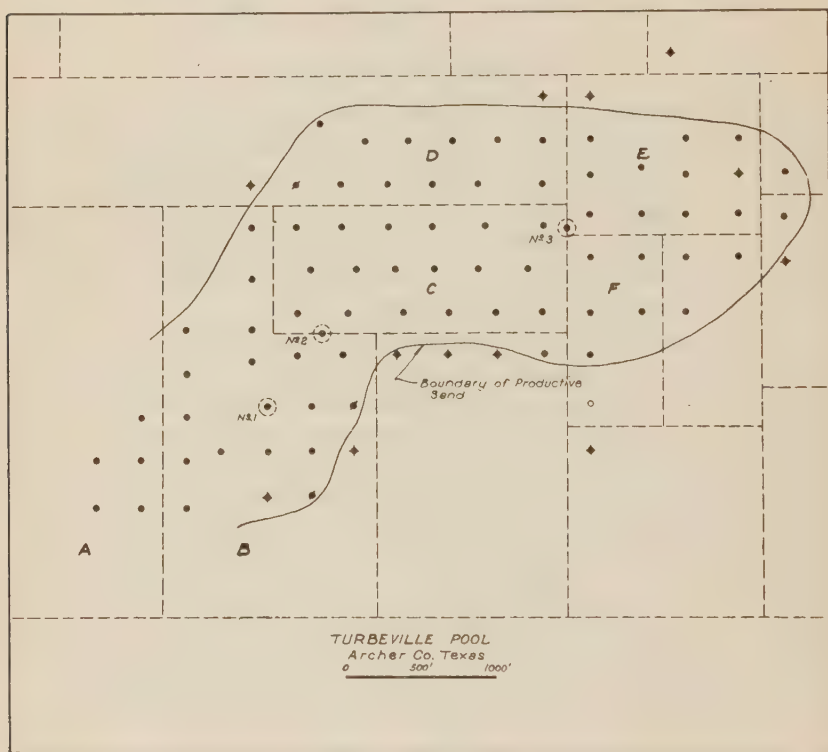 D
E
Nº3
C
F
Nº2
Boundary of Productive
Sand
Nº1
A
B
TURBEVILLE POOL
Archer Co. Texas
0 500' 1000'